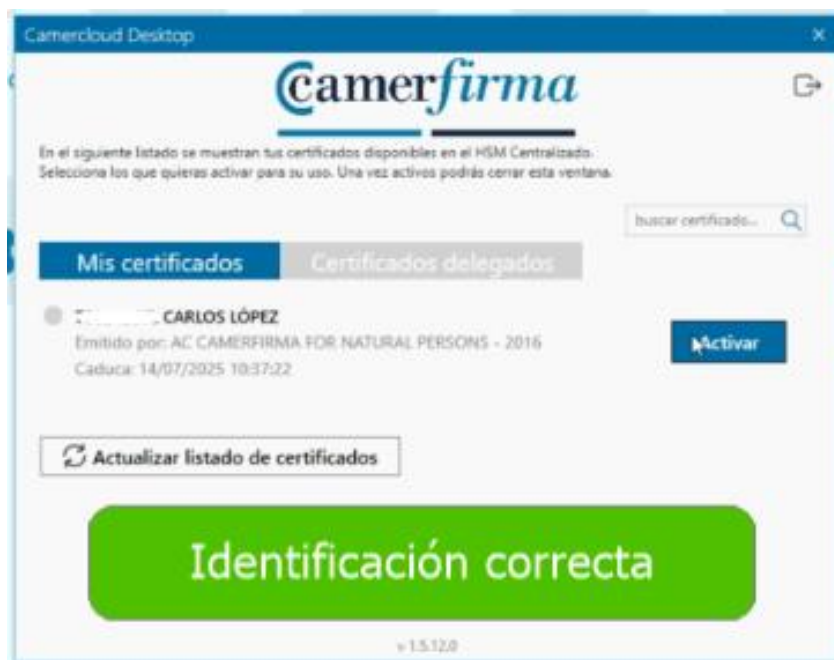 Camercloud Desktop
camerfirma
En el siguiente listado se muestran tus certificados disponibles en el HSM Centralizado.
Selecciona los que quieras activar para su uso. Una vez activos podrás cerrar esta ventana.
buscar certificado...
Mis certificados
Certificados delegados
CARLOS LÓPEZ
Emitido por: AC CAMERFIRMA FOR NATURAL PERSONS - 2016
Activar
Caduca: 14/07/2025 10:37:22
Actualizar listado de certificados
Identificación correcta
v 1.5.12.0